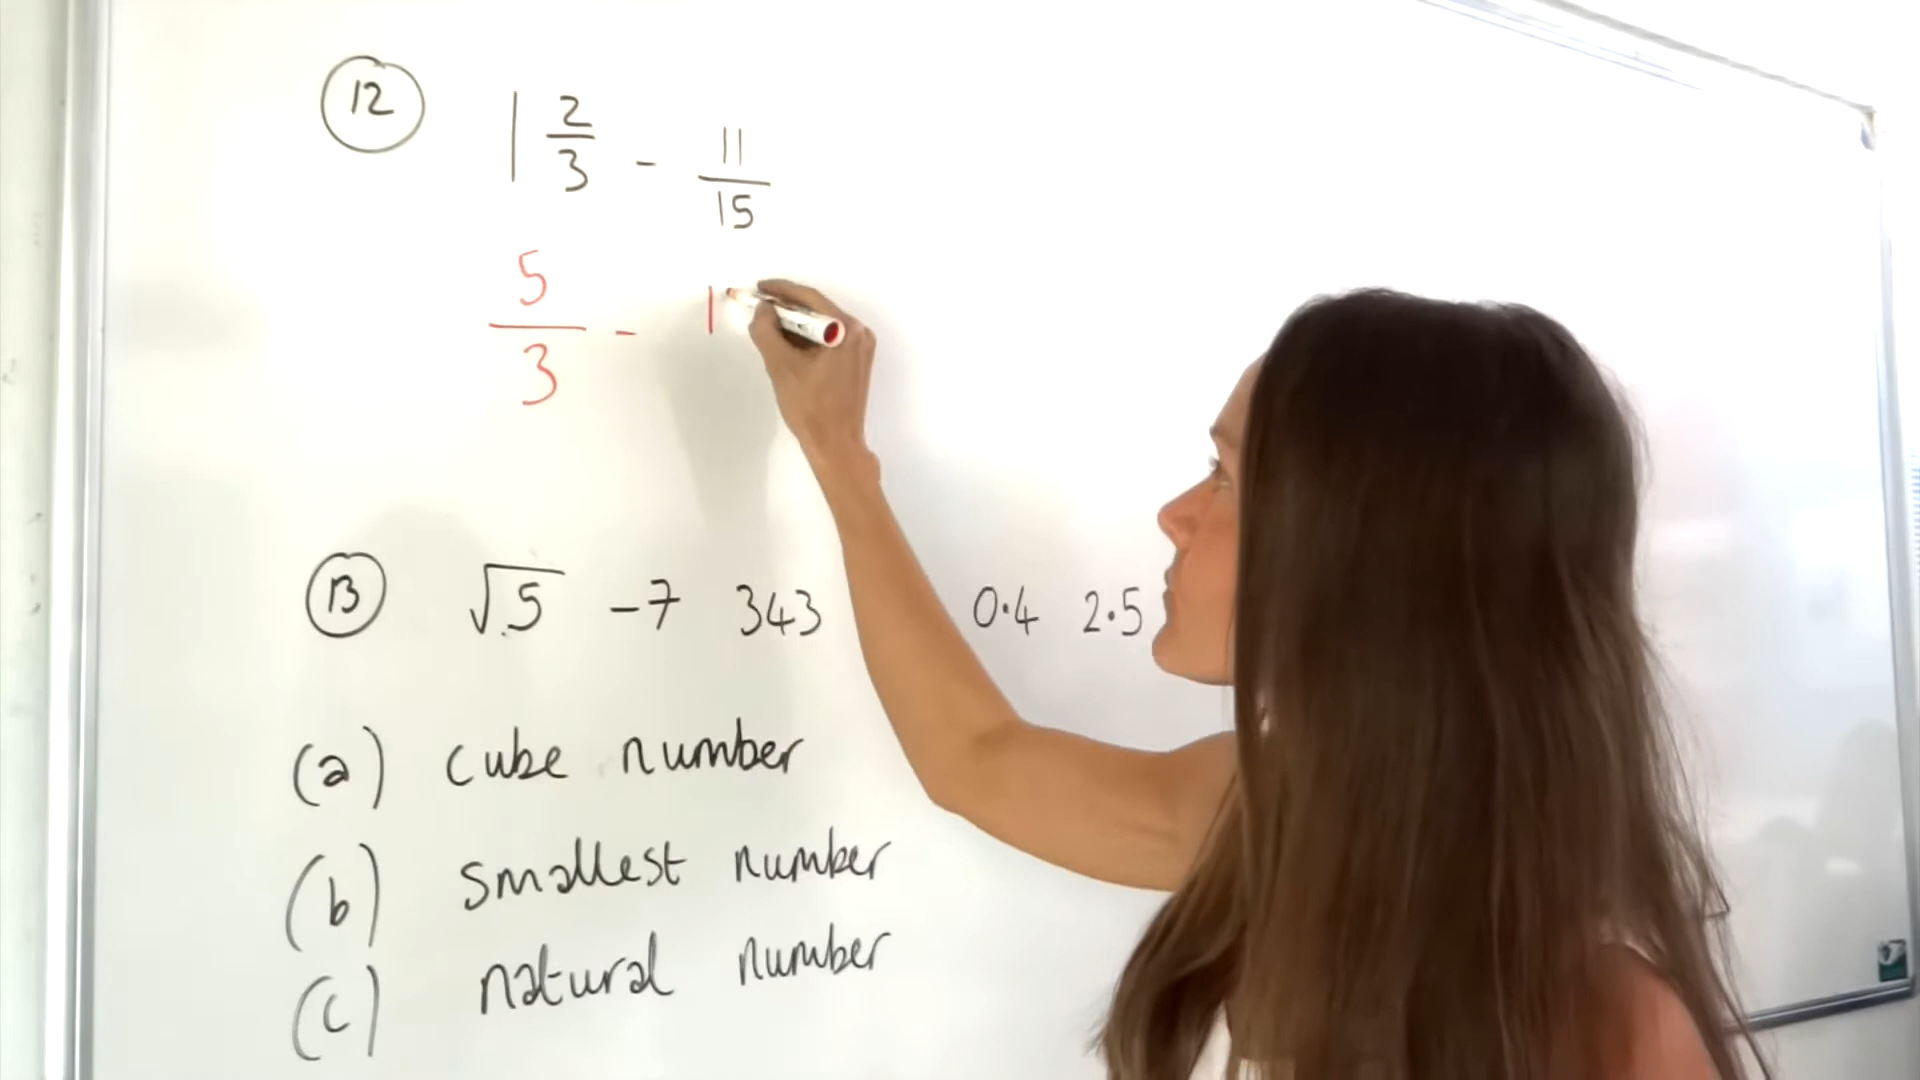 12 1 2/3 - 11/15
5/3 - 1
13 √5 -7 343 0.4 2.5
(a) cube number
(b) smallest number
(c) natural number